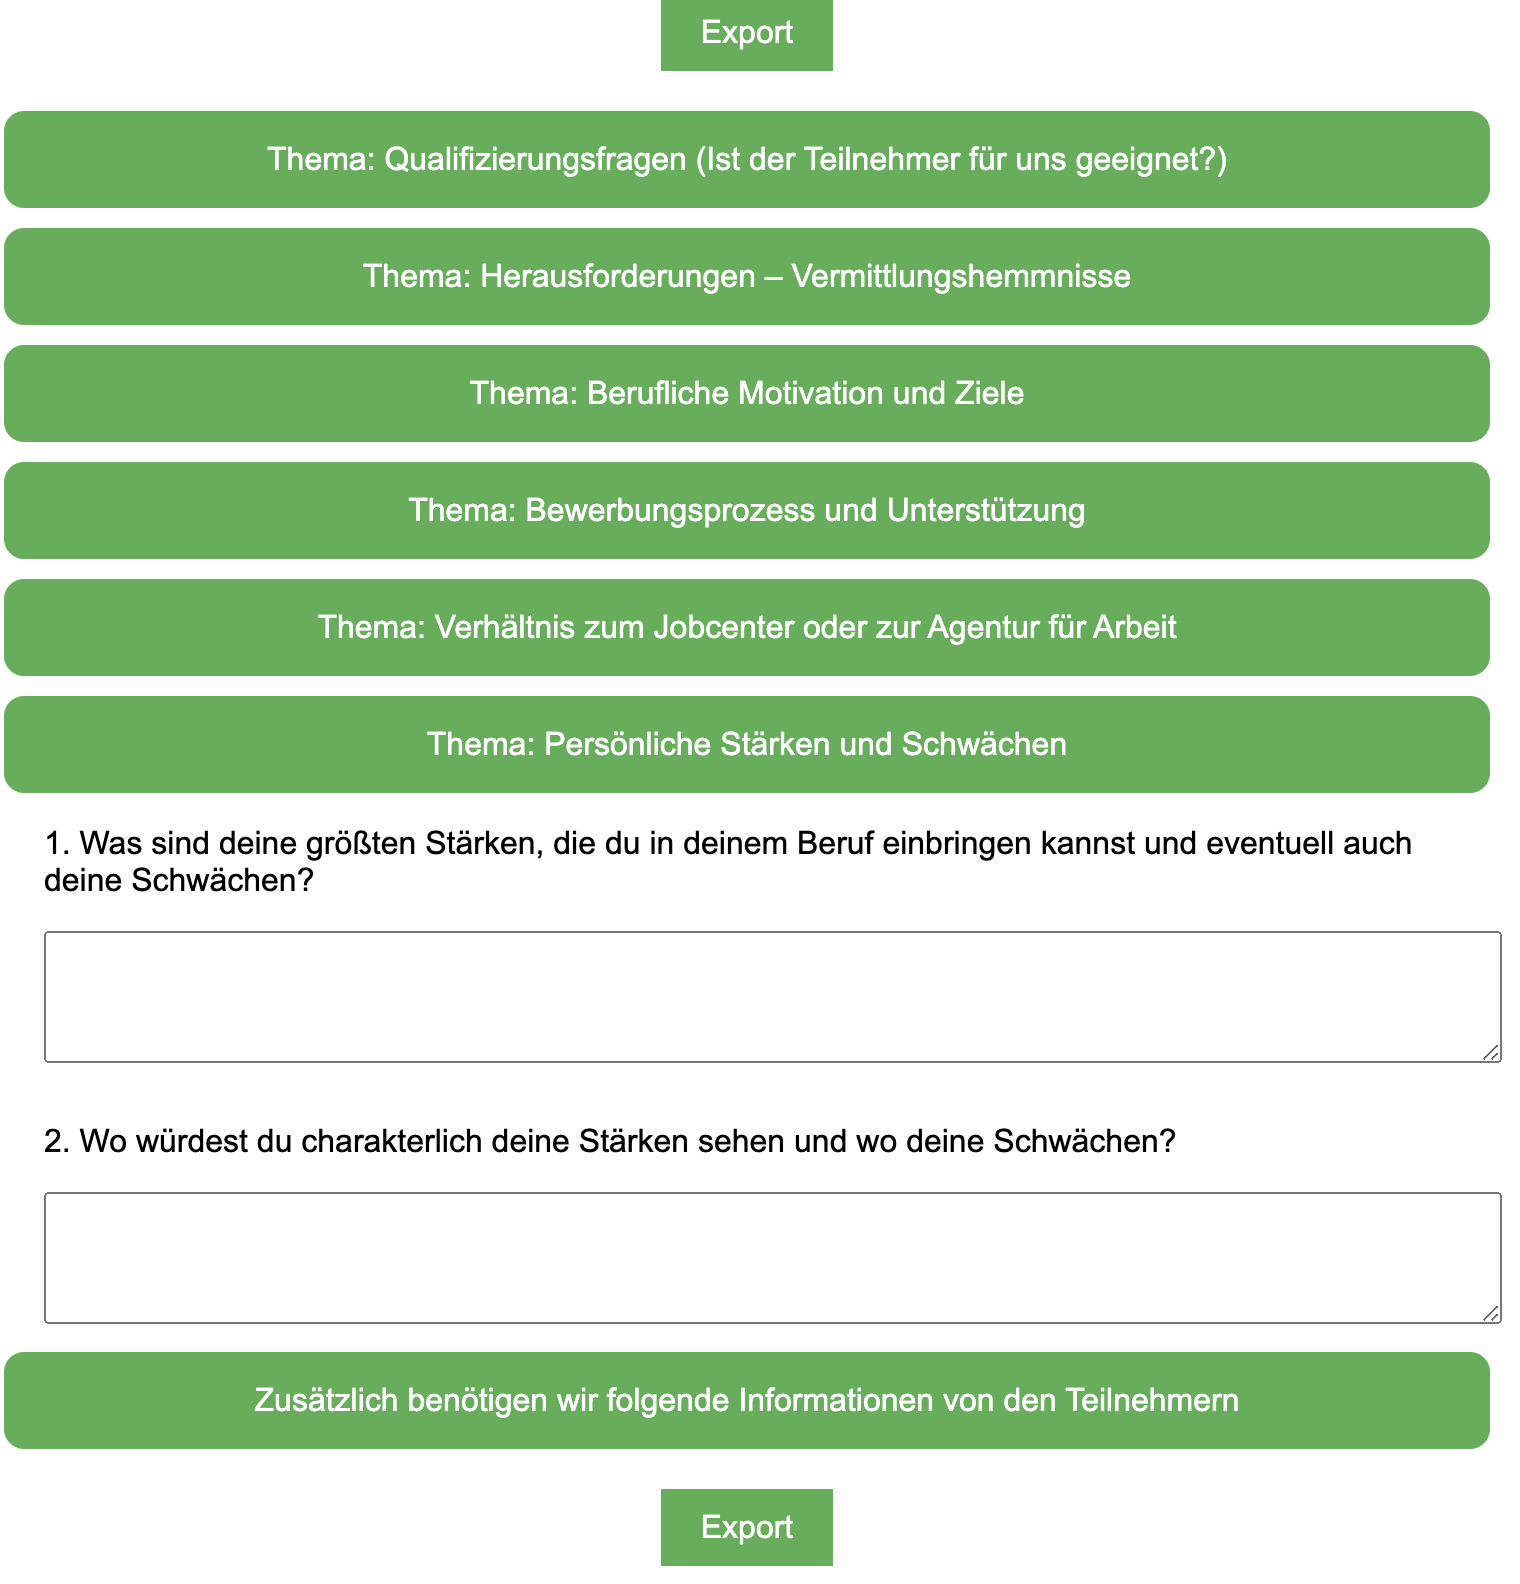 Export
Thema: Qualifizierungsfragen (Ist der Teilnehmer für uns geeignet?)
Thema: Herausforderungen – Vermittlungshemmnisse
Thema: Berufliche Motivation und Ziele
Thema: Bewerbungsprozess und Unterstützung
Thema: Verhältnis zum Jobcenter oder zur Agentur für Arbeit
Thema: Persönliche Stärken und Schwächen
1. Was sind deine größten Stärken, die du in deinem Beruf einbringen kannst und eventuell auch
deine Schwächen?
2. Wo würdest du charakterlich deine Stärken sehen und wo deine Schwächen?
Zusätzlich benötigen wir folgende Informationen von den Teilnehmern
Export